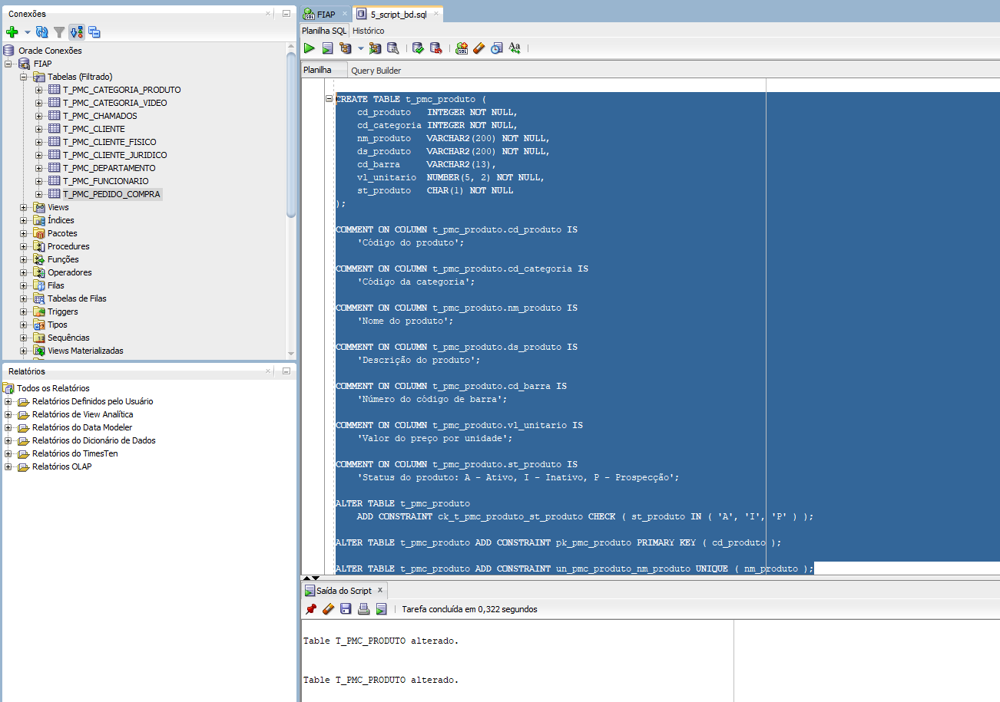 Conexões
Oracle Conexões
FIAP
Tabelas (Filtrado)
T_PMC_CATEGORIA_PRODUTO
T_PMC_CATEGORIA_VIDEO
T_PMC_CHAMADOS
T_PMC_CLIENTE
T_PMC_CLIENTE_FISICO
T_PMC_CLIENTE_JURIDICO
T_PMC_DEPARTAMENTO
T_PMC_FUNCIONARIO
T_PMC_PEDIDO_COMPRA
Views
Índices
Pacotes
Procedures
Funções
Operadores
Filas
Tabelas de Filas
Triggers
Tipos
Sequências
Views Materializadas
Relatórios
Todos os Relatórios
Relatórios Definidos pelo Usuário
Relatórios de View Analítica
Relatórios do Data Modeler
Relatórios do Dicionário de Dados
Relatórios do TimesTen
Relatórios OLAP
FIAP
5_script_bd.sql
Planilha SQL Histórico
Planilha Query Builder
CREATE TABLE t_pmc_produto (
    cd_produto   INTEGER NOT NULL,
    cd_categoria INTEGER NOT NULL,
    nm_produto   VARCHAR2(200) NOT NULL,
    ds_produto   VARCHAR2(200) NOT NULL,
    cd_barra     VARCHAR2(13),
    vl_unitario  NUMBER(5, 2) NOT NULL,
    st_produto   CHAR(1) NOT NULL
);
COMMENT ON COLUMN t_pmc_produto.cd_produto IS
    'Código do produto';
COMMENT ON COLUMN t_pmc_produto.cd_categoria IS
    'Código da categoria';
COMMENT ON COLUMN t_pmc_produto.nm_produto IS
    'Nome do produto';
COMMENT ON COLUMN t_pmc_produto.ds_produto IS
    'Descrição do produto';
COMMENT ON COLUMN t_pmc_produto.cd_barra IS
    'Número do código de barra';
COMMENT ON COLUMN t_pmc_produto.vl_unitario IS
    'Valor do preço por unidade';
COMMENT ON COLUMN t_pmc_produto.st_produto IS
    'Status do produto: A - Ativo, I - Inativo, P - Prospecção';
ALTER TABLE t_pmc_produto
    ADD CONSTRAINT ck_t_pmc_produto_st_produto CHECK ( st_produto IN ( 'A', 'I', 'P' ) );
ALTER TABLE t_pmc_produto ADD CONSTRAINT pk_pmc_produto PRIMARY KEY ( cd_produto );
ALTER TABLE t_pmc_produto ADD CONSTRAINT un_pmc_produto_nm_produto UNIQUE ( nm_produto );
Saída do Script
Tarefa concluída em 0,322 segundos
Table T_PMC_PRODUTO alterado.
Table T_PMC_PRODUTO alterado.